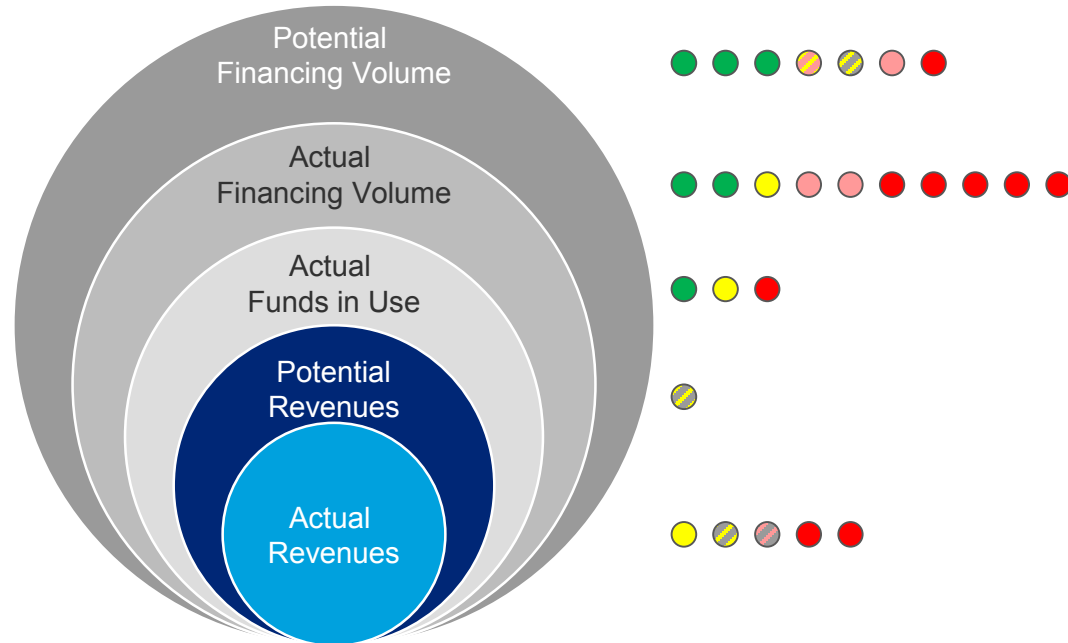 Potential
Financing Volume
Actual
Financing Volume
Actual
Funds in Use
Potential
Revenues
Actual
Revenues